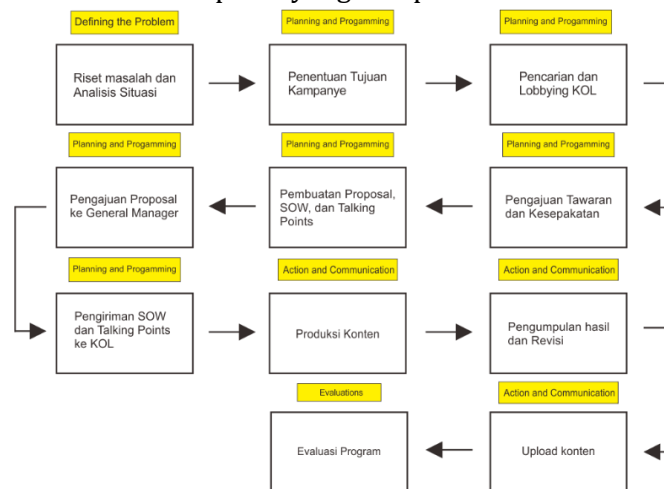 Defining the Problem
Planning and Progamming
Planning and Progamming
Riset masalah dan
Analisis Situasi
Penentuan Tujuan
Kampanye
Pencarian dan
Lobbying KOL
Planning and Progamming
Planning and Progamming
Planning and Progamming
Pengajuan Proposal
ke General Manager
Pembuatan Proposal,
SOW, dan Talking
Points
Pengajuan Tawaran
dan Kesepakatan
Planning and Progamming
Action and Communication
Action and Communication
Pengiriman SOW
dan Talking Points
ke KOL
Produksi Konten
Pengumpulan hasil
dan Revisi
Evaluations
Action and Communication
Evaluasi Program
Upload konten